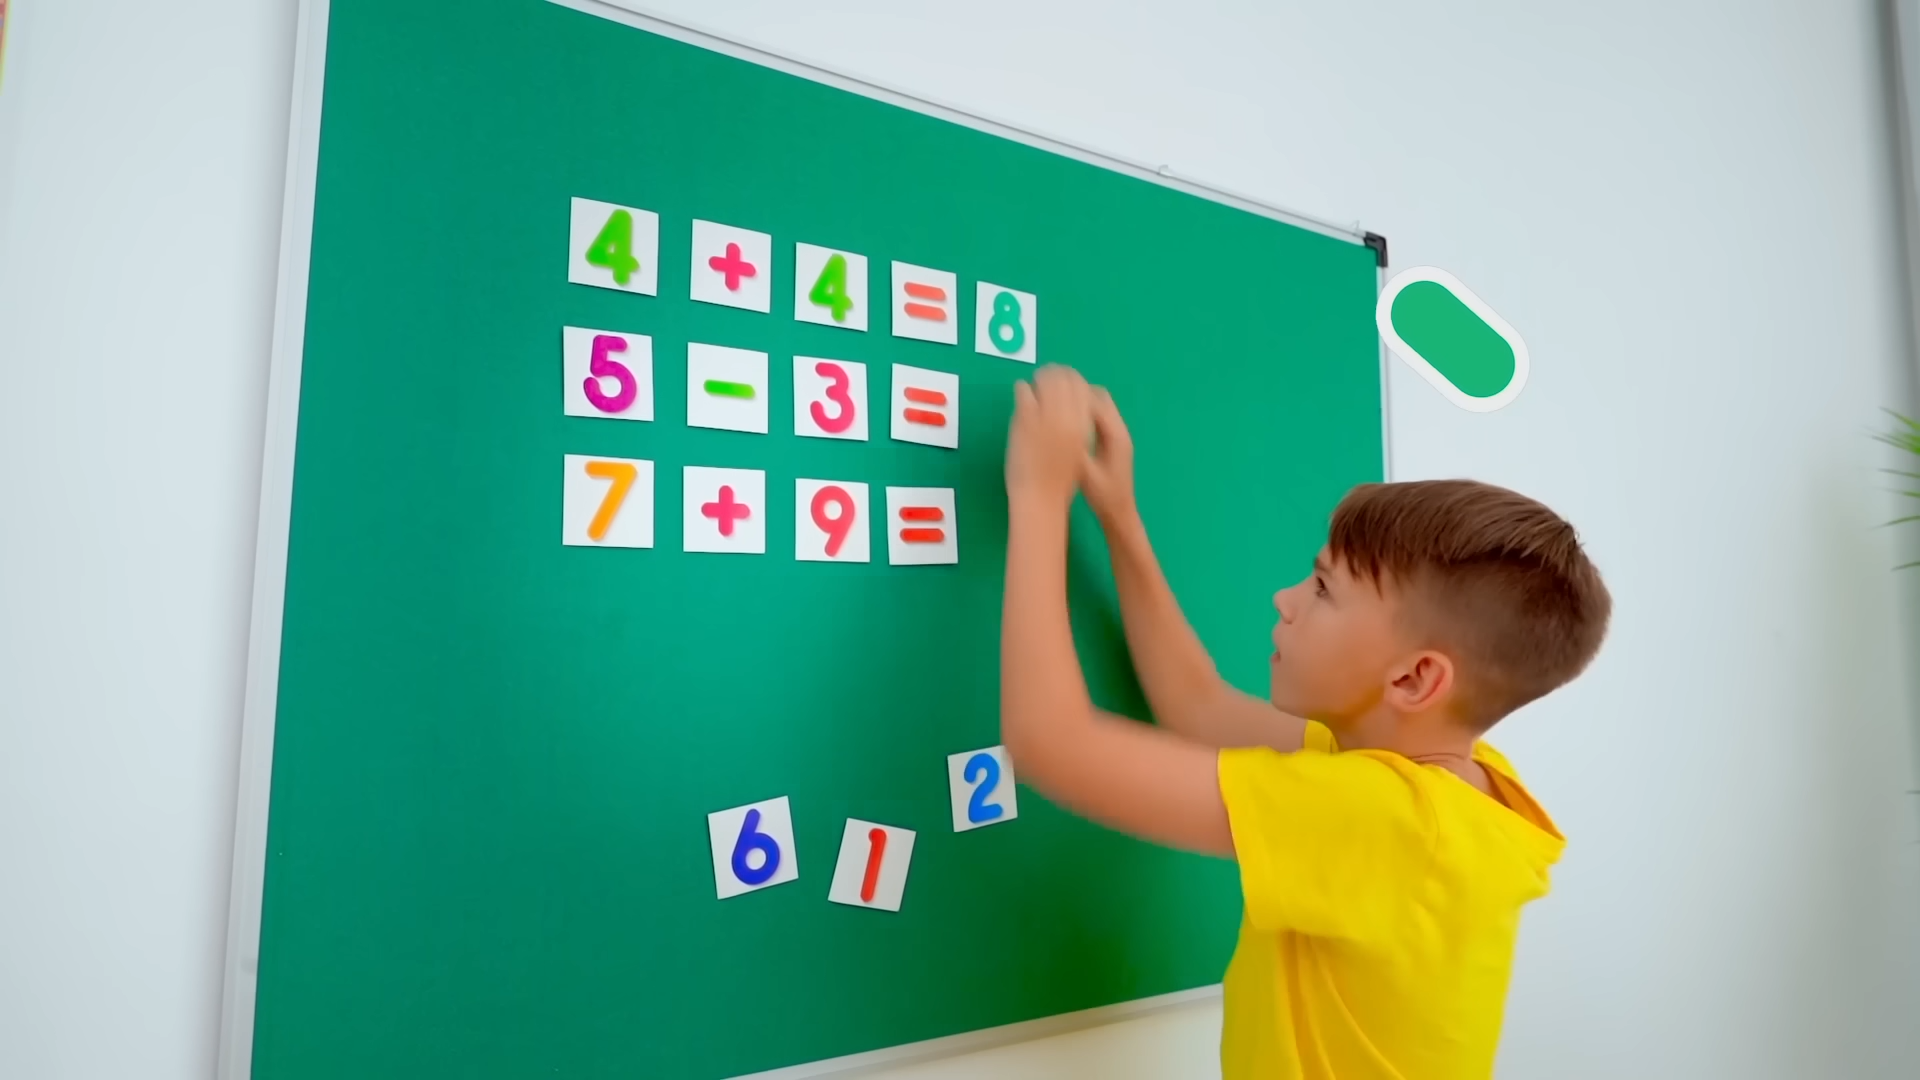 4 + 4 = 8
5 - 3 =
7 + 9 =
2
6 1